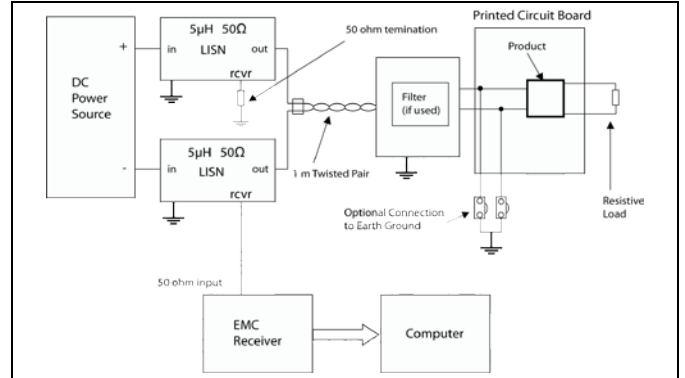 Printed Circuit Board
5µH 50Ω
LISN
in
out
rcvr
50 ohm temination
Product
+
DC
Power
Source
-
Filter
(if used)
5µH 50Ω
LISN
in
out
rcvr
1 m Twisted Pair
Resistive
Load
Optional Connection
to Earth Ground
50 ohm input
EMC
Receiver
Computer